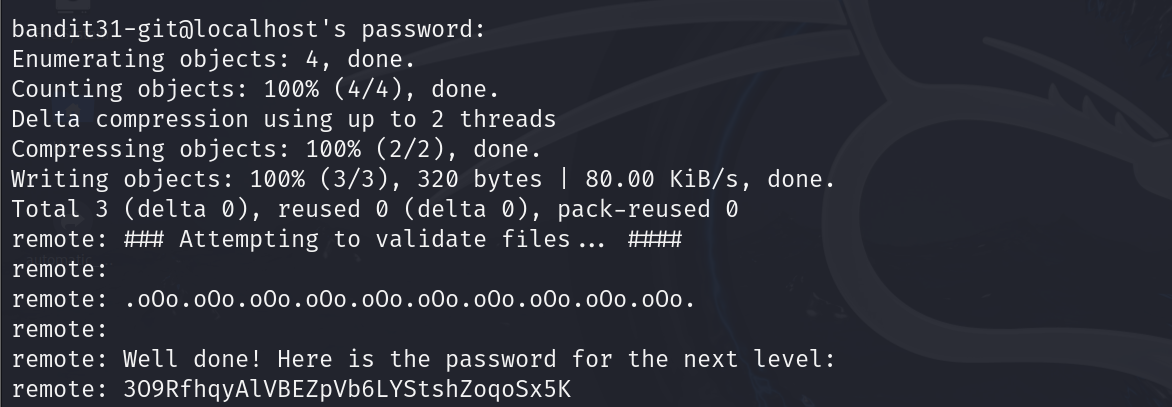 bandit31-git@localhost's password:
Enumerating objects: 4, done.
Counting objects: 100% (4/4), done.
Delta compression using up to 2 threads
Compressing objects: 100% (2/2), done.
Writing objects: 100% (3/3), 320 bytes | 80.00 KiB/s, done.
Total 3 (delta 0), reused 0 (delta 0), pack-reused 0
remote: ### Attempting to validate files... ####
remote:
remote: .oOo.oOo.oOo.oOo.oOo.oOo.oOo.oOo.oOo.oOo.
remote:
remote: Well done! Here is the password for the next level:
remote: 3O9RfhqyAlVBEZpVb6LYStshZoqoSx5K